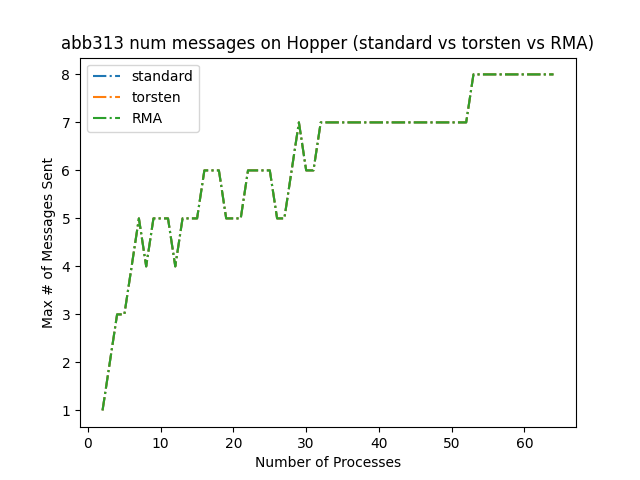 abb313 num messages on Hopper (standard vs torsten vs RMA)
standard
torsten
RMA
Max # of Messages Sent
8
7
6
5
4
3
2
1
0 10 20 30 40 50 60
Number of Processes